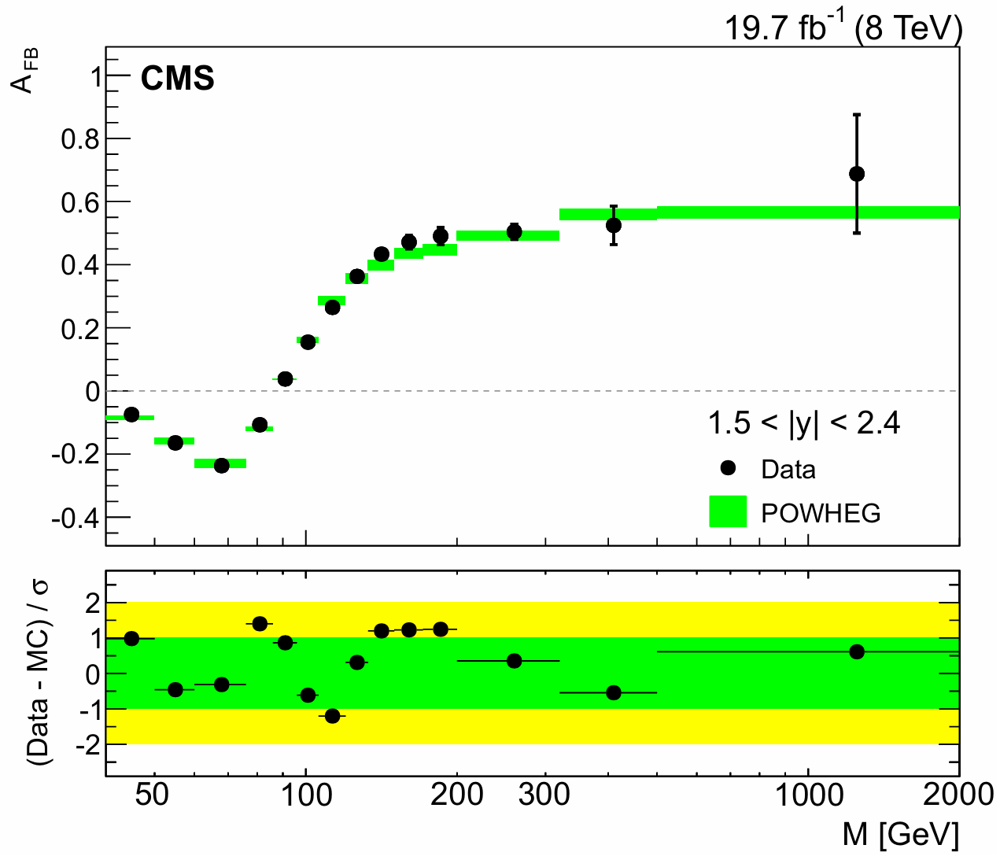 19.7 fb⁻¹ (8 TeV)
A_FB
CMS
1
0.8
0.6
0.4
0.2
0
-0.2
-0.4
1.5 < |y| < 2.4
Data
POWHEG
(Data - MC) / σ
2
1
0
-1
-2
50 100 200 300 1000 2000
M [GeV]